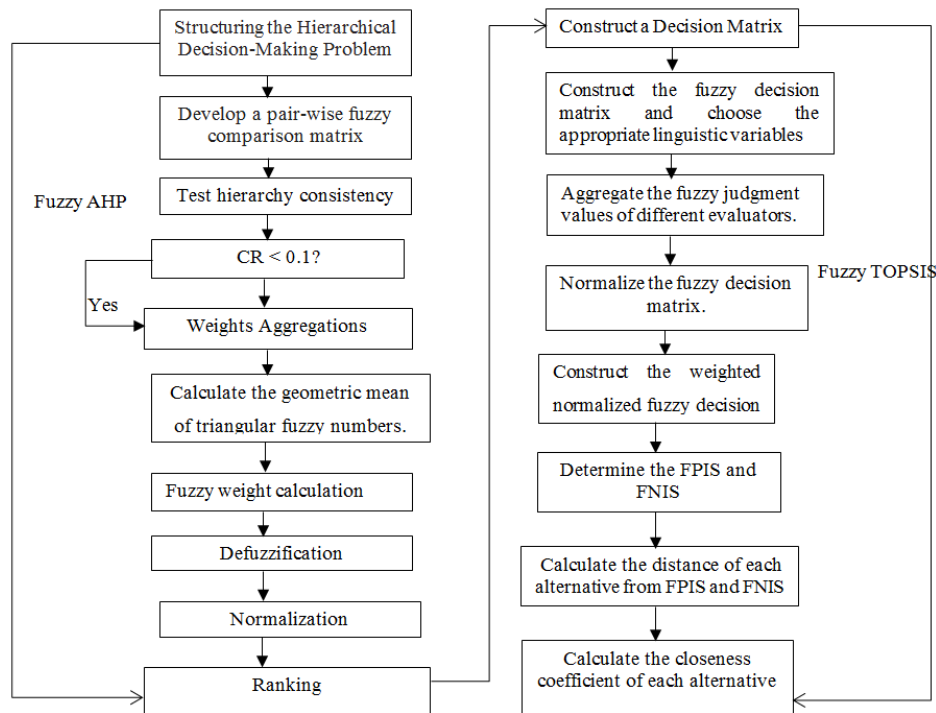 Structuring the Hierarchical
Decision-Making Problem
Develop a pair-wise fuzzy
comparison matrix
Test hierarchy consistency
Fuzzy AHP
CR < 0.1?
Yes
Weights Aggregations
Calculate the geometric mean
of triangular fuzzy numbers.
Fuzzy weight calculation
Defuzzification
Normalization
Ranking
Construct a Decision Matrix
Construct the fuzzy decision
matrix and choose the
appropriate linguistic variables
Aggregate the fuzzy judgment
values of different evaluators.
Fuzzy TOPSIS
Normalize the fuzzy decision
matrix.
Construct the weighted
normalized fuzzy decision
Determine the FPIS and
FNIS
Calculate the distance of each
alternative from FPIS and FNIS
Calculate the closeness
coefficient of each alternative